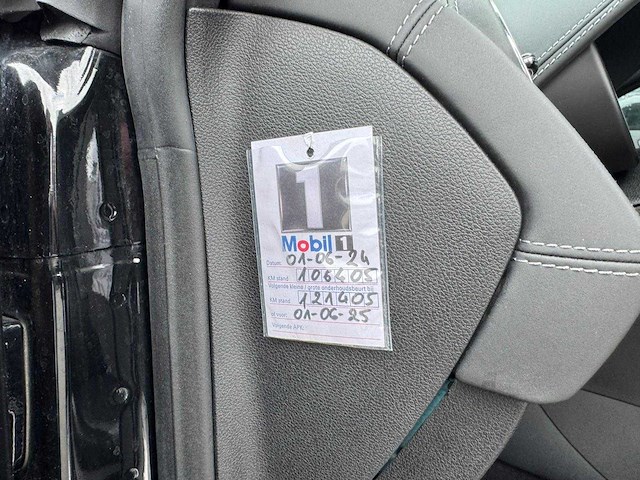 1
Mobil 1
Datum: 01-06-24
KM stand: 106405
Volgende kleine / grote onderhoudsbeurt bij:
KM stand: 121405
of met: 01-06-25
Volgende APK: